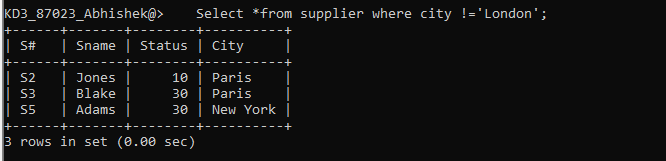 KD3_87023_Abhishek@>    Select *from supplier where city !='London';
+------+-------+--------+----------+
| S#   | Sname | Status | City     |
+------+-------+--------+----------+
| S2   | Jones |     10 | Paris    |
| S3   | Blake |     30 | Paris    |
| S5   | Adams |     30 | New York |
+------+-------+--------+----------+
3 rows in set (0.00 sec)